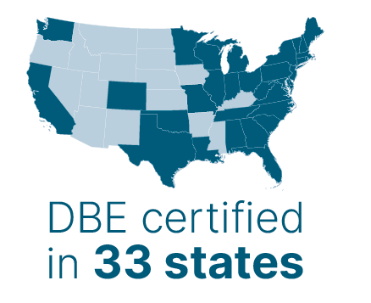 DBE certified
in 33 states